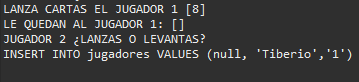 LANZA CARTAS EL JUGADOR 1 [8]
LE QUEDAN AL JUGADOR 1: []
JUGADOR 2 ¿LANZAS O LEVANTAS?
INSERT INTO jugadores VALUES (null, 'Tiberio','1')